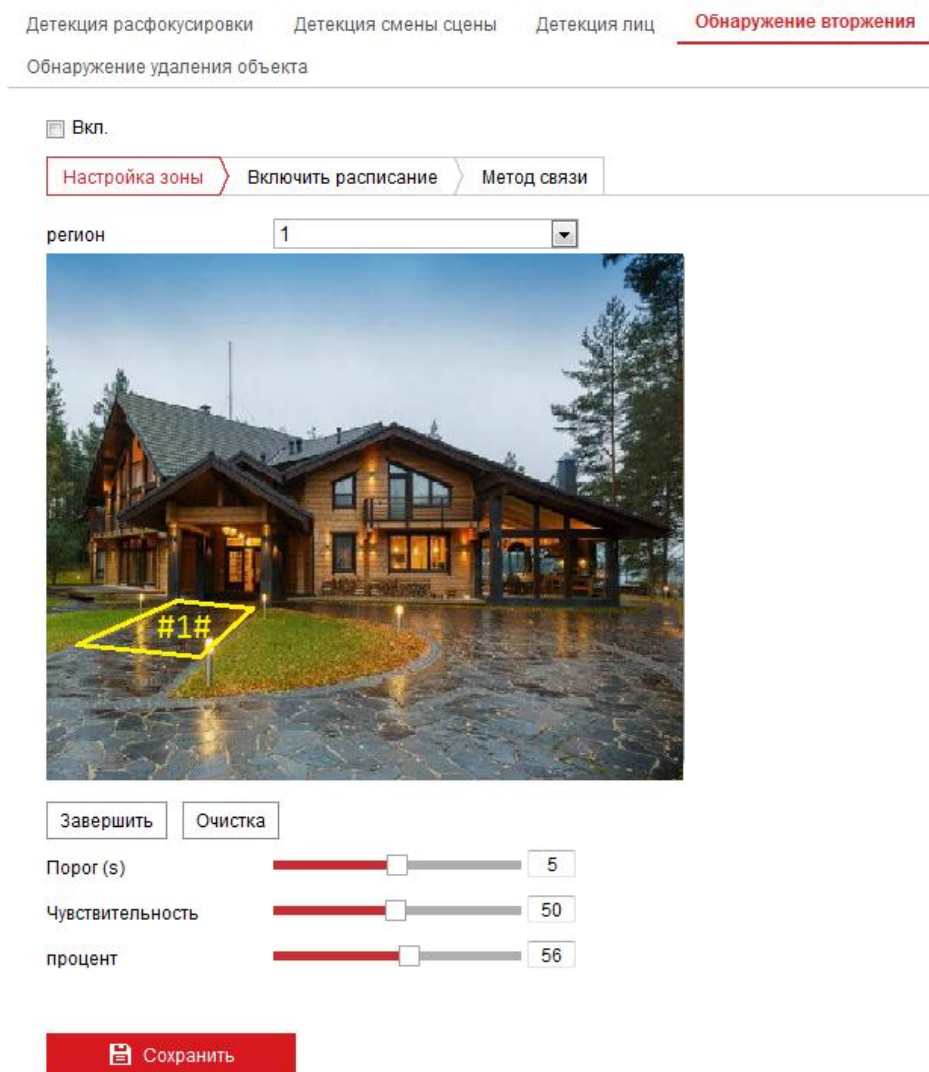 Детекция расфокусировки Детекция смены сцены Детекция лиц Обнаружение вторжения
Обнаружение удаления объекта
Вкл.
Настройка зоны Включить расписание Метод связи
регион 1
#1#
Завершить Очистка
Порог (s) 5
Чувствительность 50
процент 56
Сохранить